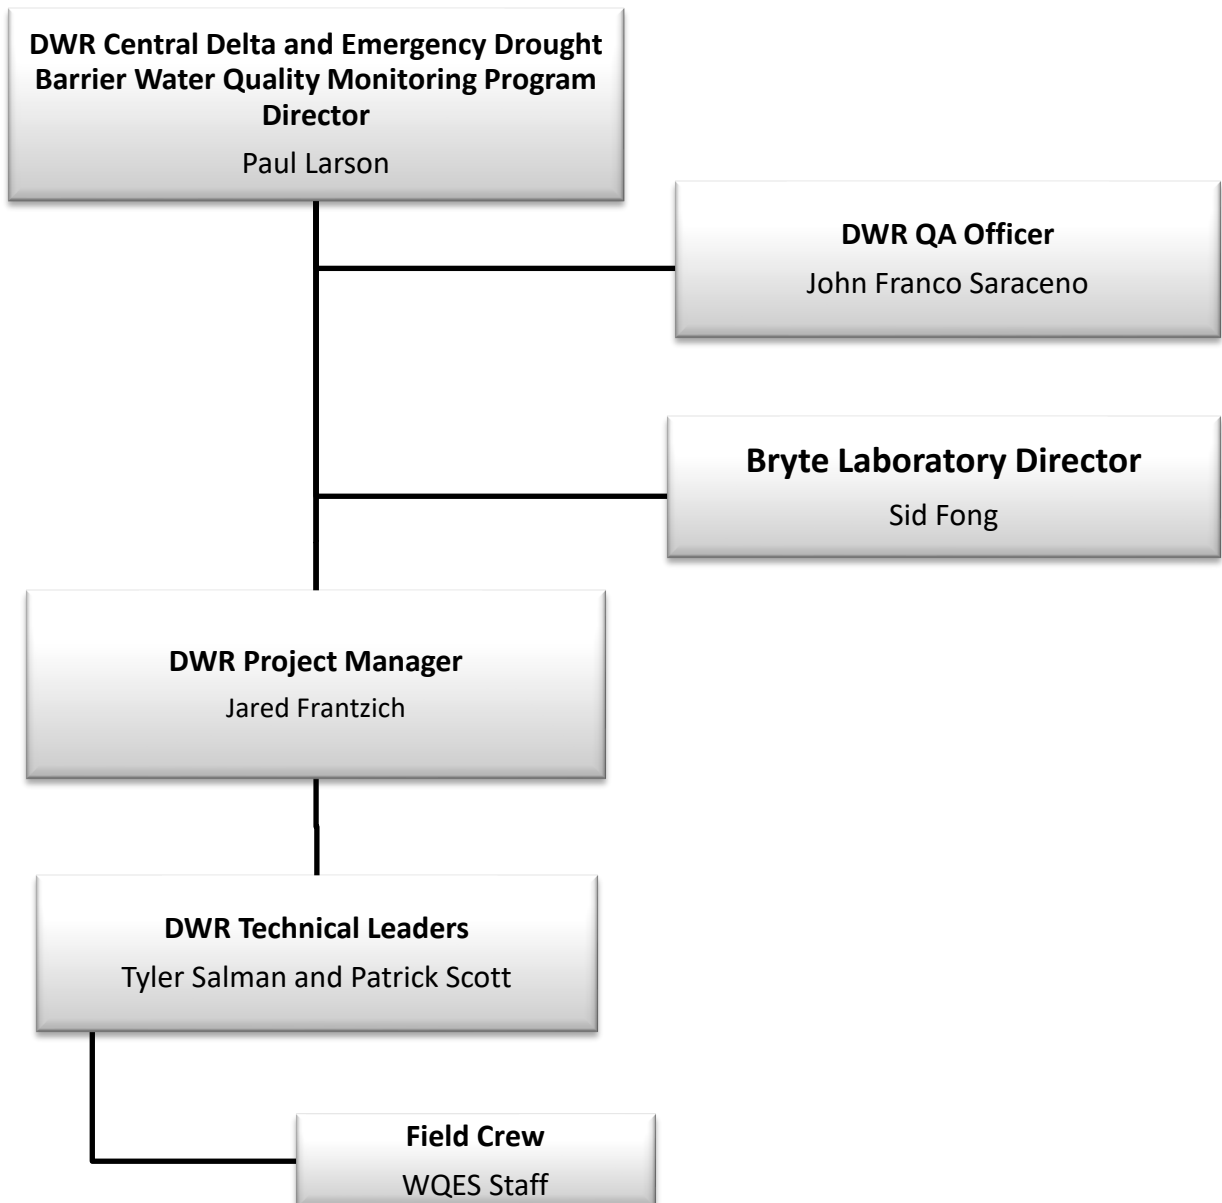 DWR Central Delta and Emergency Drought
Barrier Water Quality Monitoring Program
Director
Paul Larson
DWR QA Officer
John Franco Saraceno
Bryte Laboratory Director
Sid Fong
DWR Project Manager
Jared Frantzich
DWR Technical Leaders
Tyler Salman and Patrick Scott
Field Crew
WQES Staff